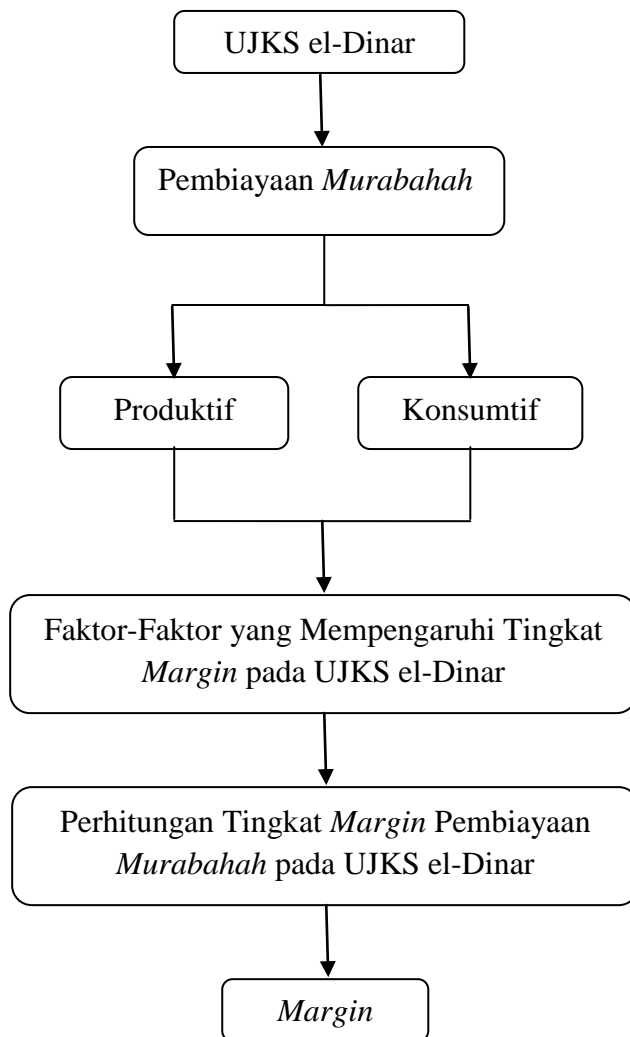 UJKS el-Dinar
Pembiayaan Murabahah
Produktif
Konsumtif
Faktor-Faktor yang Mempengaruhi Tingkat
Margin pada UJKS el-Dinar
Perhitungan Tingkat Margin Pembiayaan
Murabahah pada UJKS el-Dinar
Margin